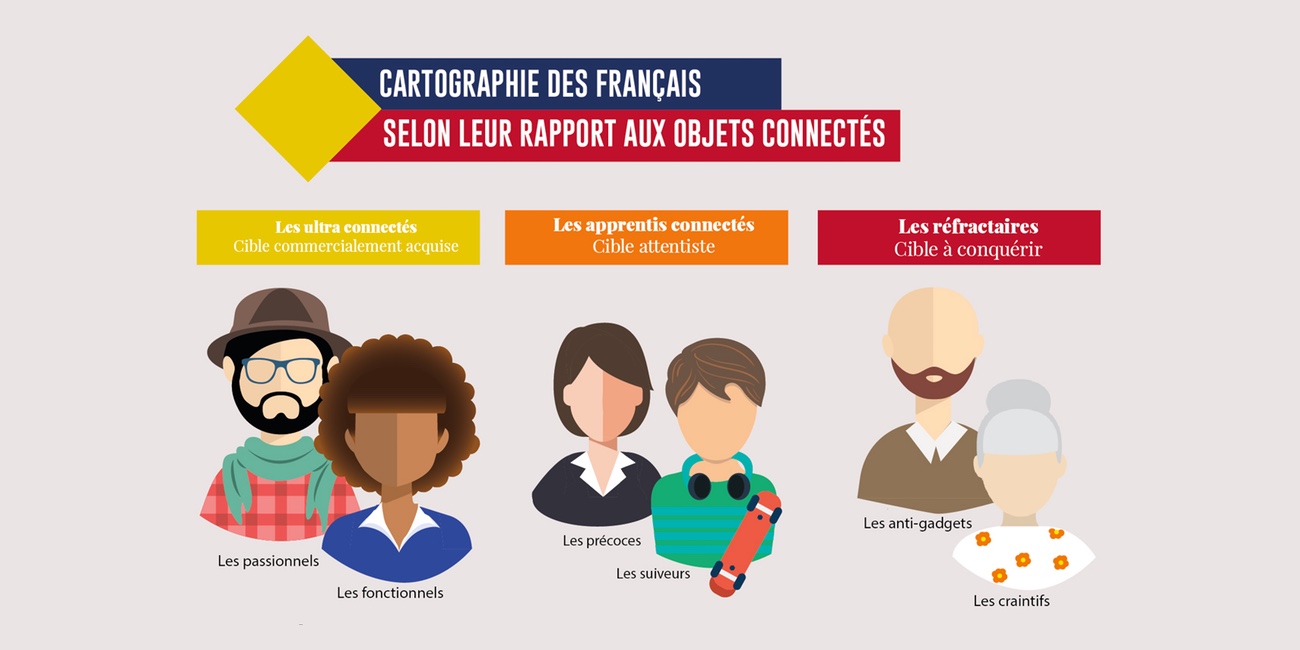 CARTOGRAPHIE DES FRANÇAIS
SELON LEUR RAPPORT AUX OBJETS CONNECTÉS
Les ultra connectés
Cible commercialement acquise
Les apprentis connectés
Cible attentiste
Les réfractaires
Cible à conquérir
Les passionnels
Les fonctionnels
Les précoces
Les suiveurs
Les anti-gadgets
Les craintifs